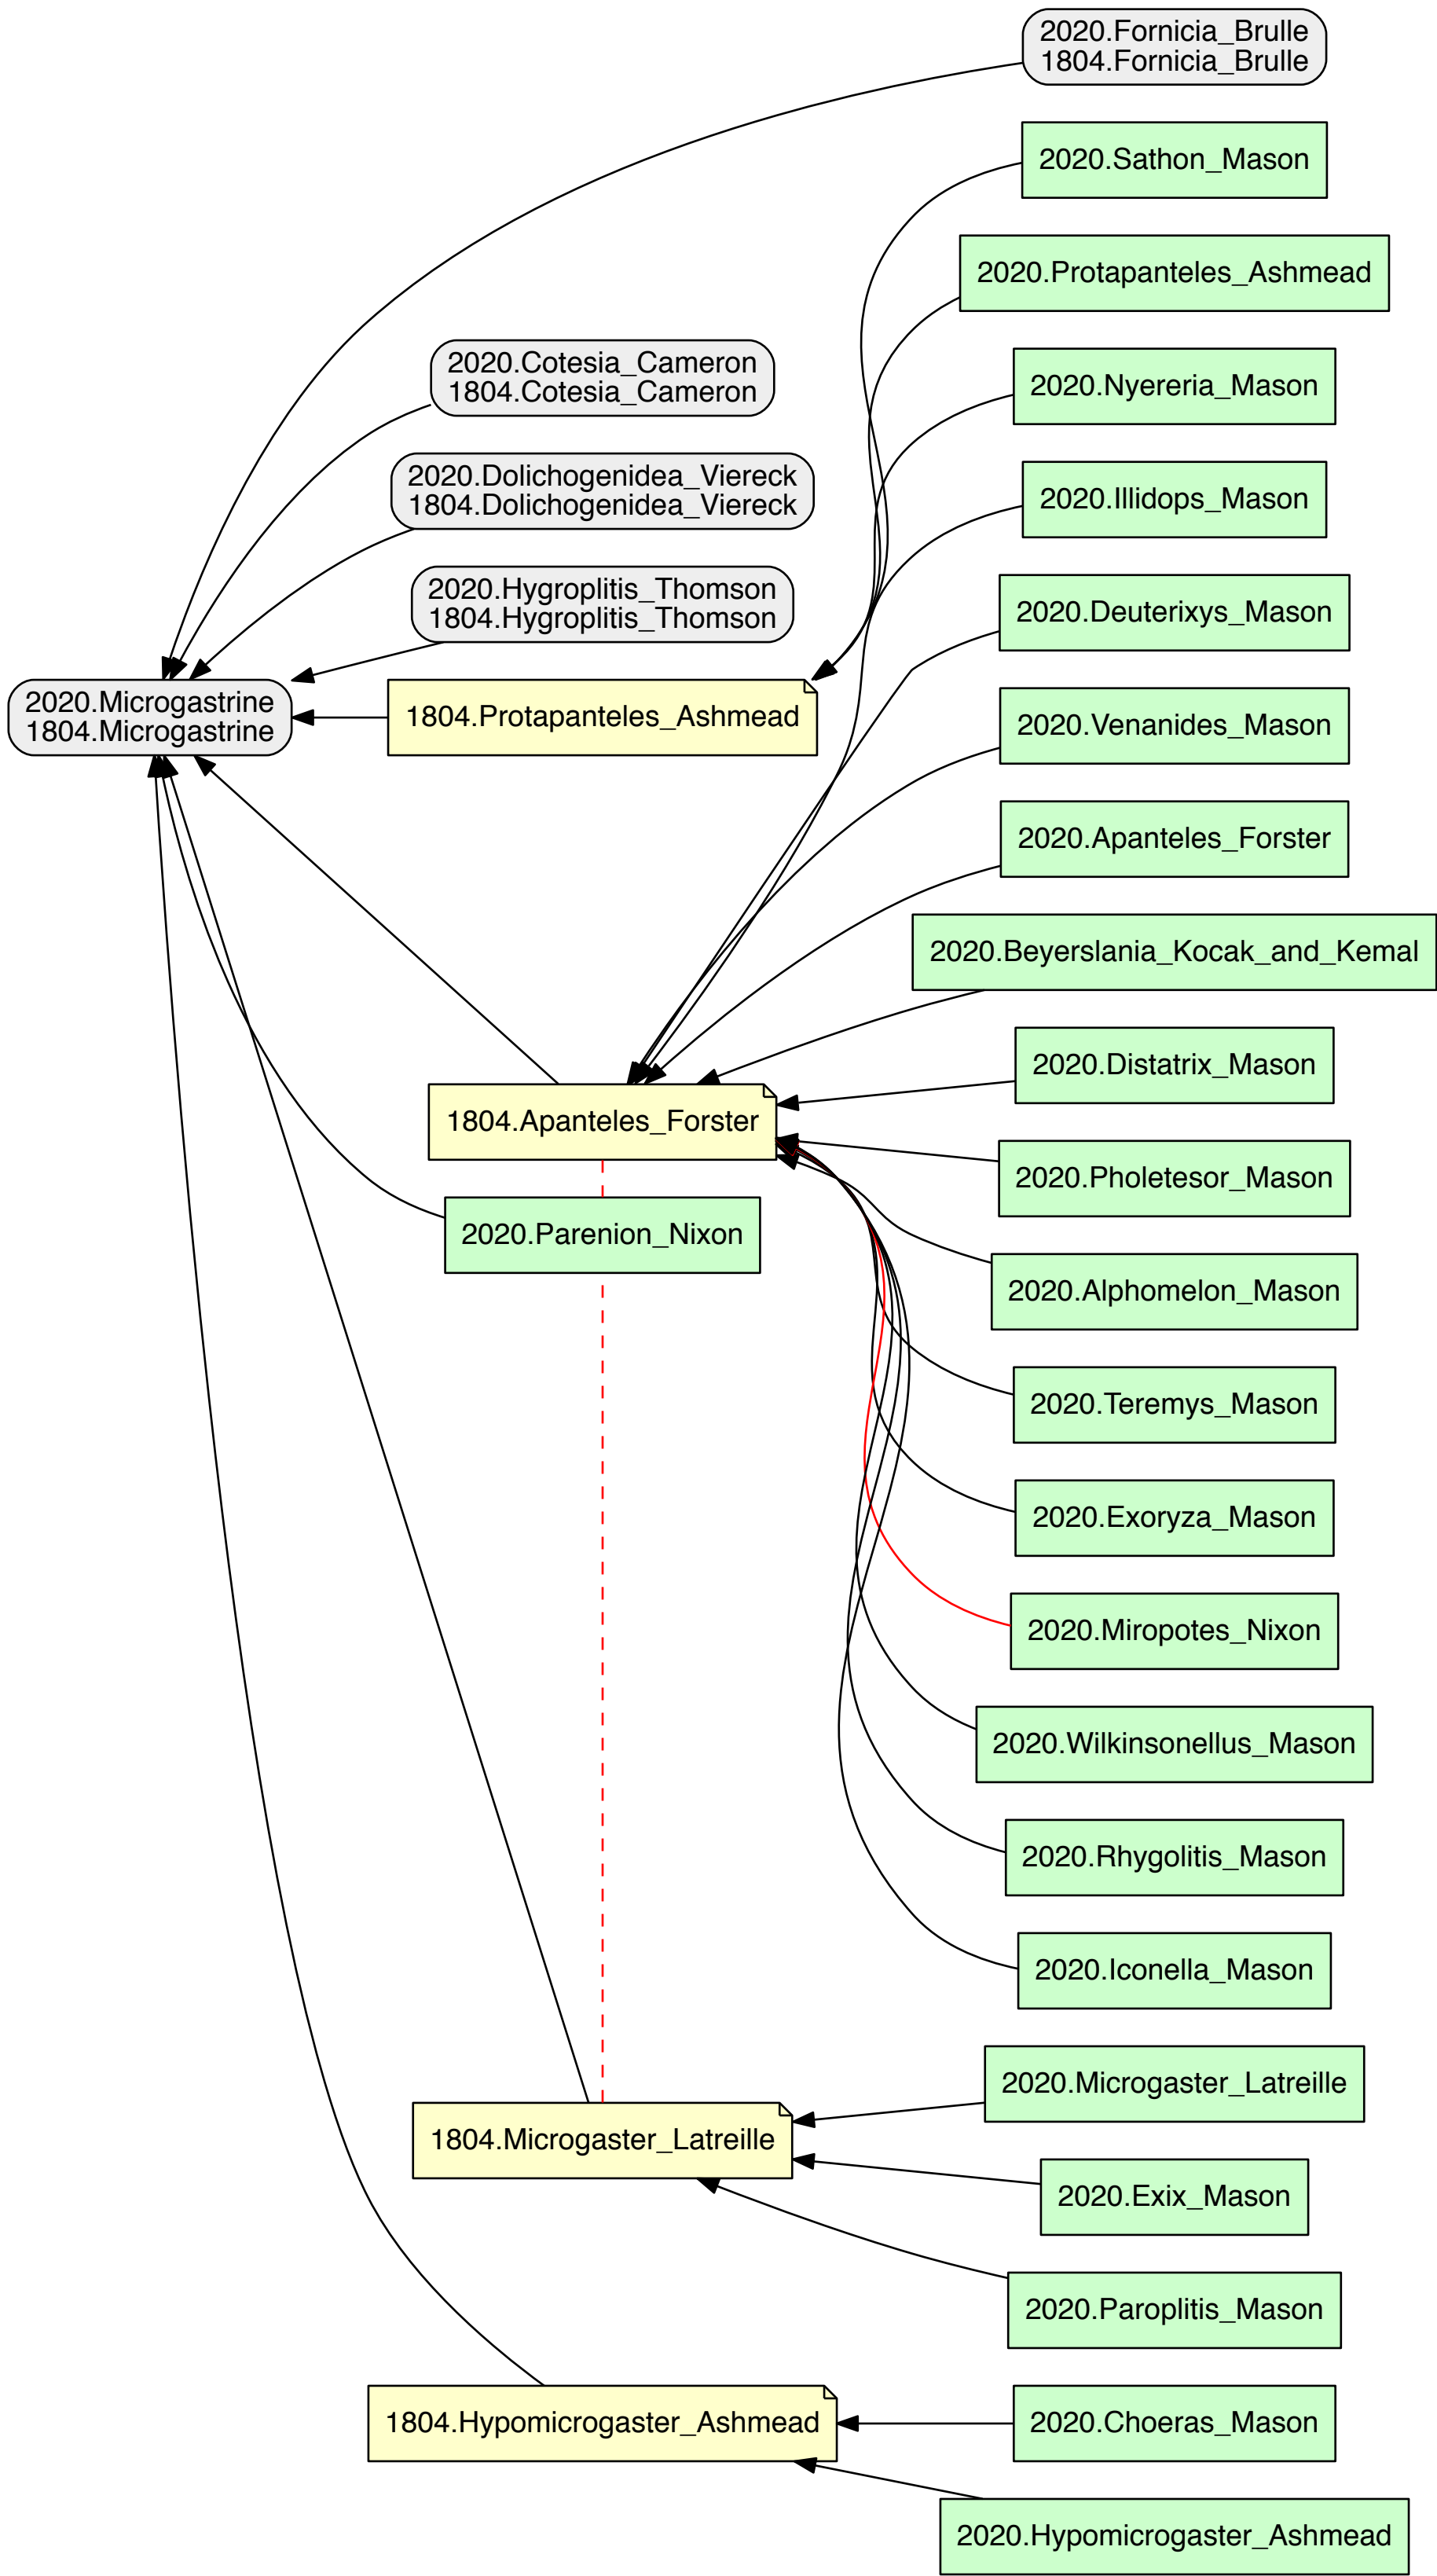 2020.Fornicia_Brulle
1804.Fornicia_Brulle
2020.Sathon_Mason
2020.Protapanteles_Ashmead
2020.Cotesia_Cameron
1804.Cotesia_Cameron
2020.Nyereria_Mason
2020.Dolichogenidea_Viereck
1804.Dolichogenidea_Viereck
2020.Illidops_Mason
2020.Hygroplitis_Thomson
1804.Hygroplitis_Thomson
2020.Deuterixys_Mason
2020.Microgastrine
1804.Microgastrine
1804.Protapanteles_Ashmead
2020.Venanides_Mason
2020.Apanteles_Forster
2020.Beyerslania_Kocak_and_Kemal
2020.Distatrix_Mason
1804.Apanteles_Forster
2020.Pholetesor_Mason
2020.Parenion_Nixon
2020.Alphomelon_Mason
2020.Teremys_Mason
2020.Exoryza_Mason
2020.Miropotes_Nixon
2020.Wilkinsonellus_Mason
2020.Rhygolitis_Mason
2020.Iconella_Mason
2020.Microgaster_Latreille
1804.Microgaster_Latreille
2020.Exix_Mason
2020.Paroplitis_Mason
1804.Hypomicrogaster_Ashmead
2020.Choeras_Mason
2020.Hypomicrogaster_Ashmead